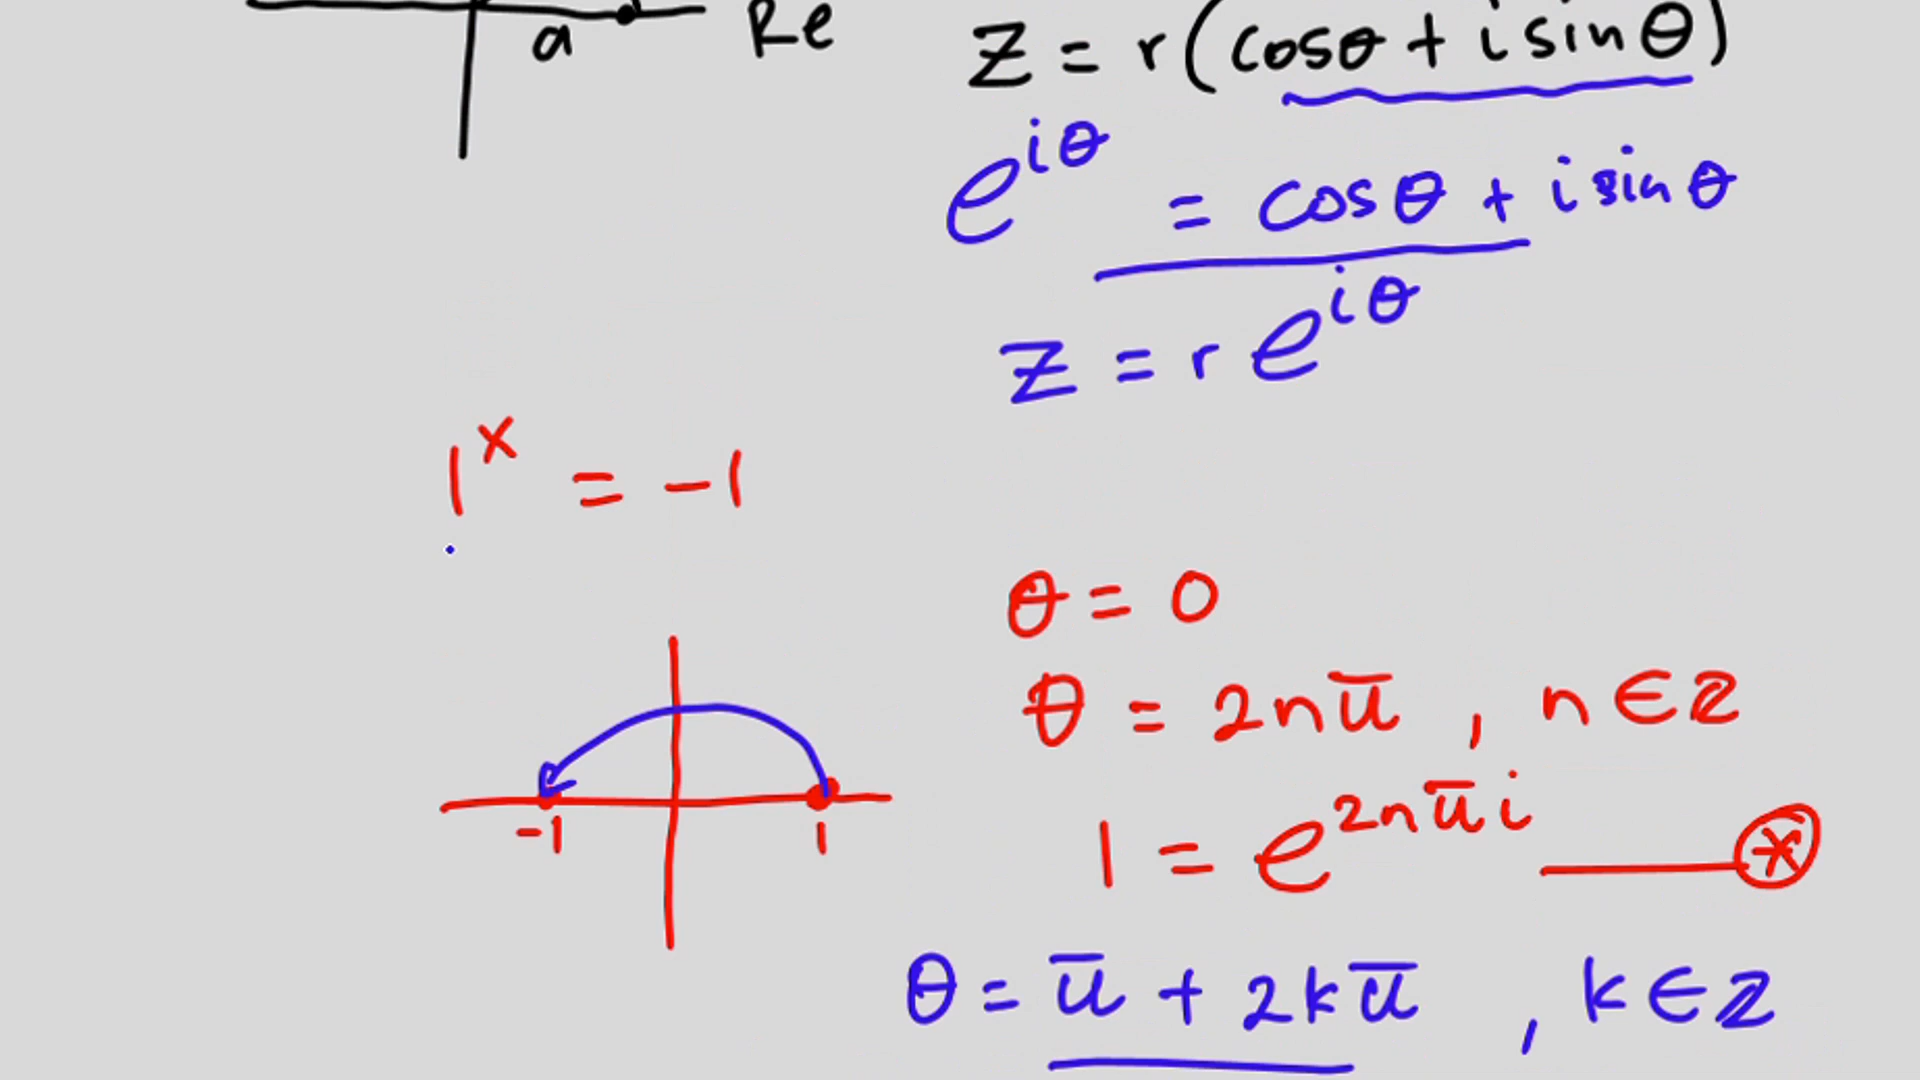 a Re
z = r(cosθ + i sinθ)
e^{iθ} = cosθ + i sinθ
z = r e^{iθ}
1^x = -1
θ = 0
θ = 2nπ , n ∈ ℤ
-1 1
1 = e^{2nπi} ⊛
θ = π + 2kπ , k ∈ ℤ